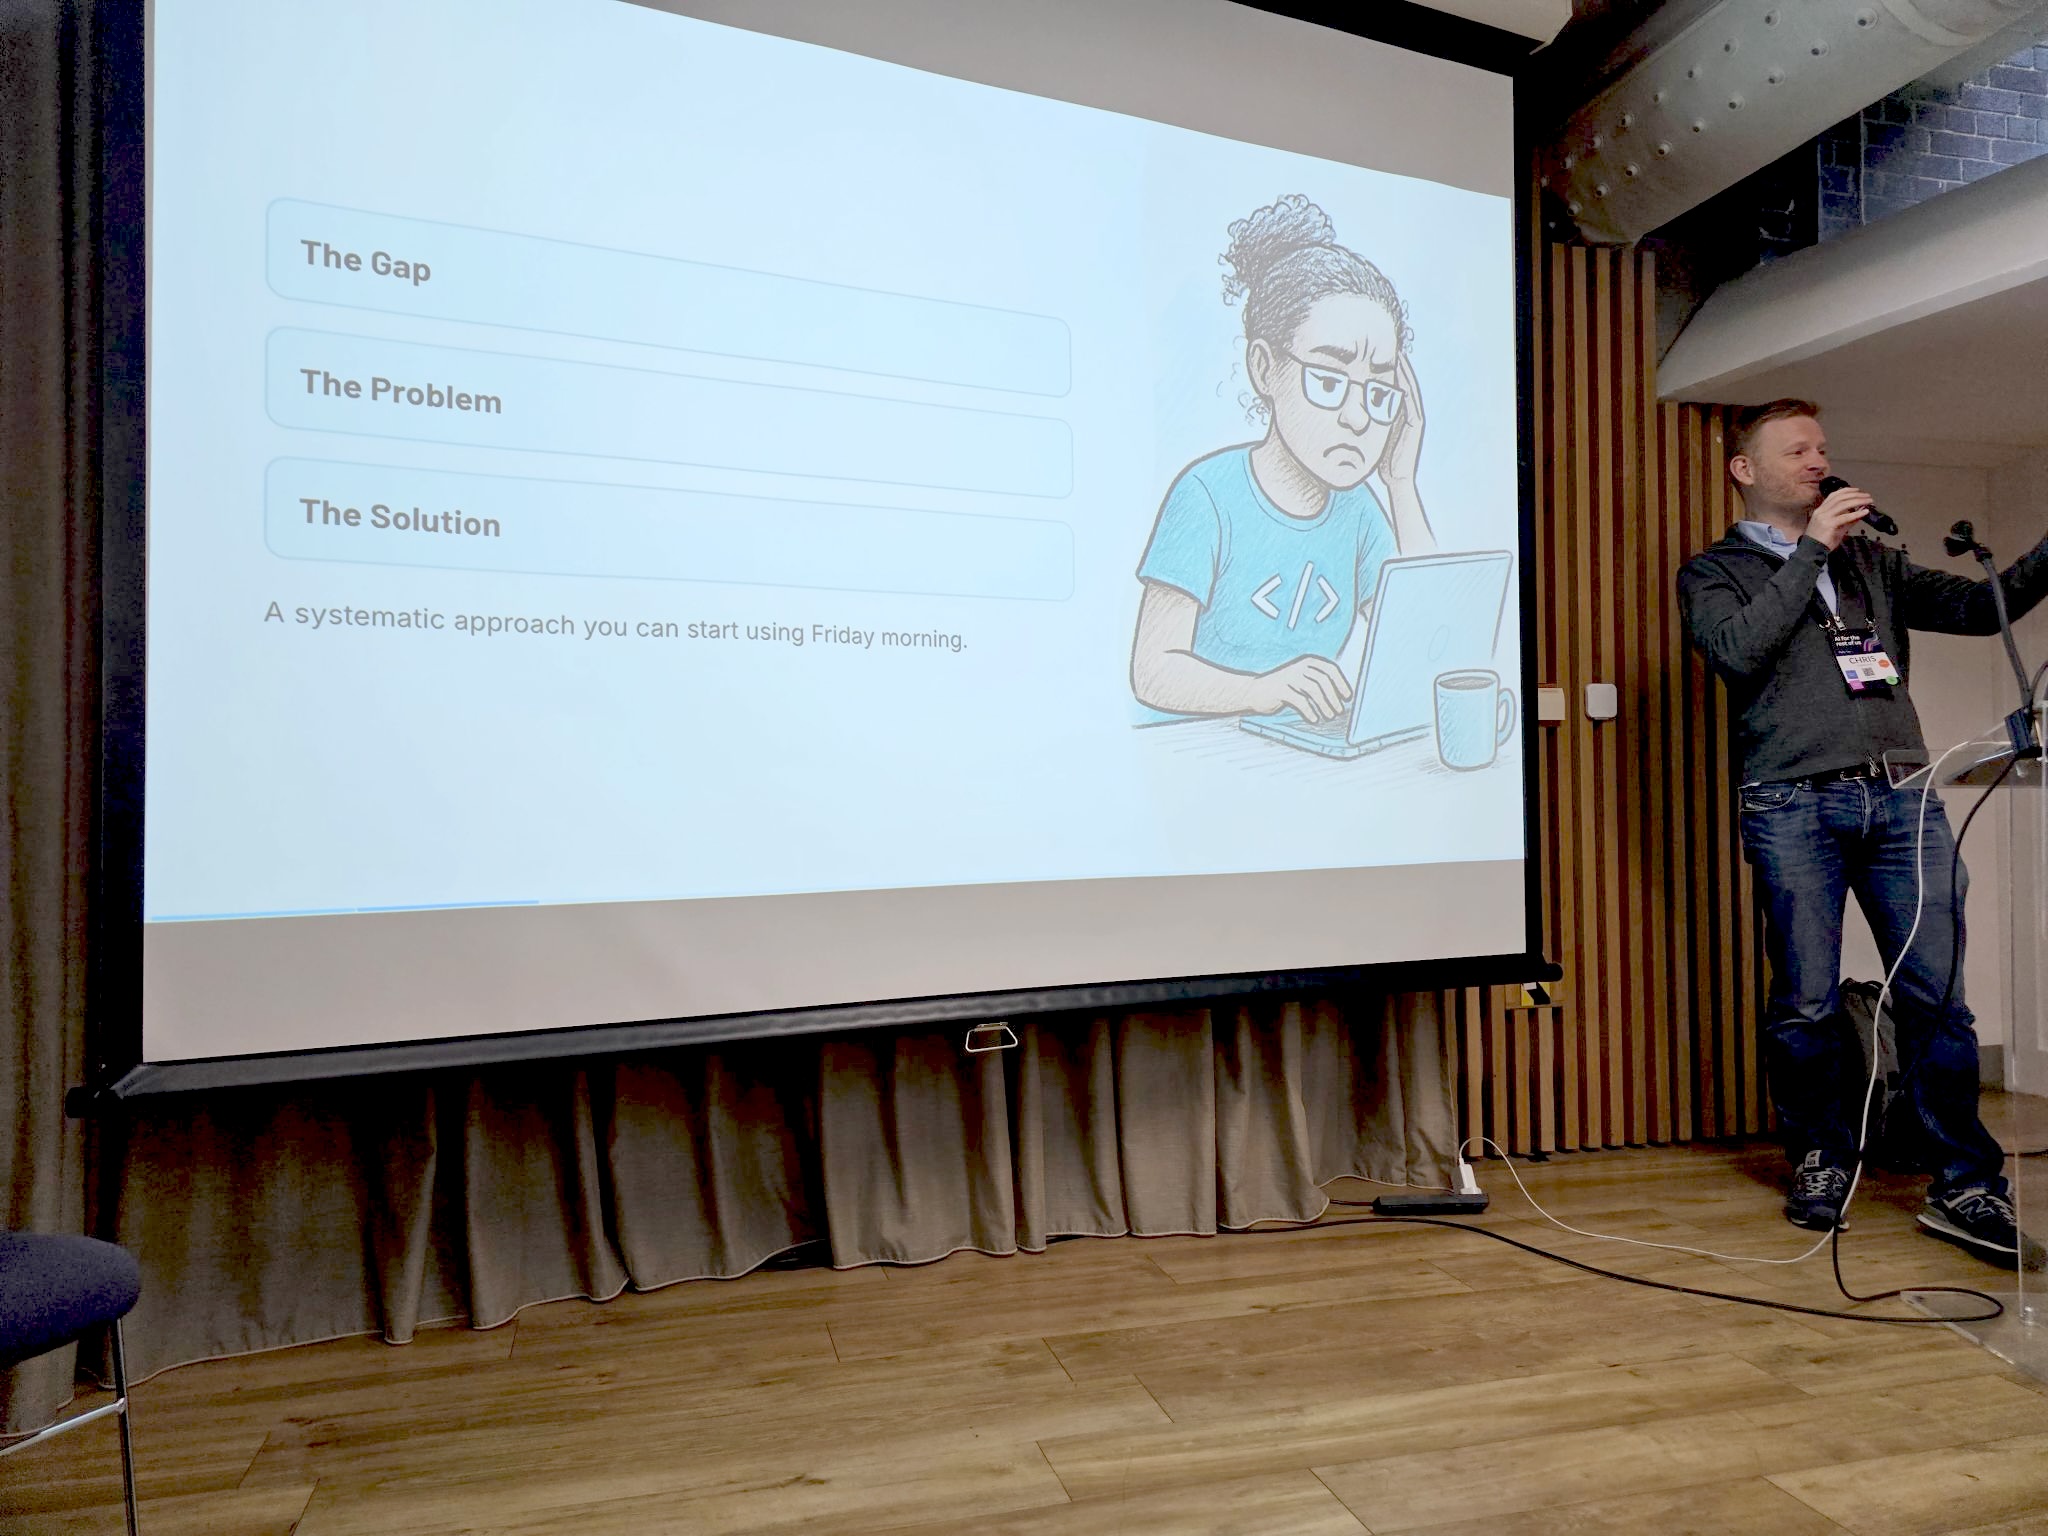 The Gap
The Problem
The Solution
A systematic approach you can start using Friday morning.
</>
AI for the
rest of us
CHRIS
N